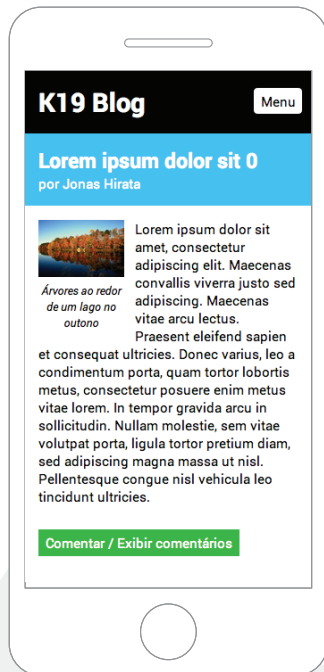 K19 Blog
Menu
Lorem ipsum dolor sit 0
por Jonas Hirata
Árvores ao redor
de um lago no
outono
Lorem ipsum dolor sit
amet, consectetur
adipiscing elit. Maecenas
convallis viverra justo sed
adipiscing. Maecenas
vitae arcu lectus.
Praesent eleifend sapien
et consequat ultricies. Donec varius, leo a
condimentum porta, quam tortor lobortis
metus, consectetur posuere enim metus
vitae lorem. In tempor gravida arcu in
sollicitudin. Nullam molestie, sem vitae
volutpat porta, ligula tortor pretium diam,
sed adipiscing magna massa ut nisl.
Pellentesque congue nisl vehicula leo
tincidunt ultricies.
Comentar / Exibir comentários